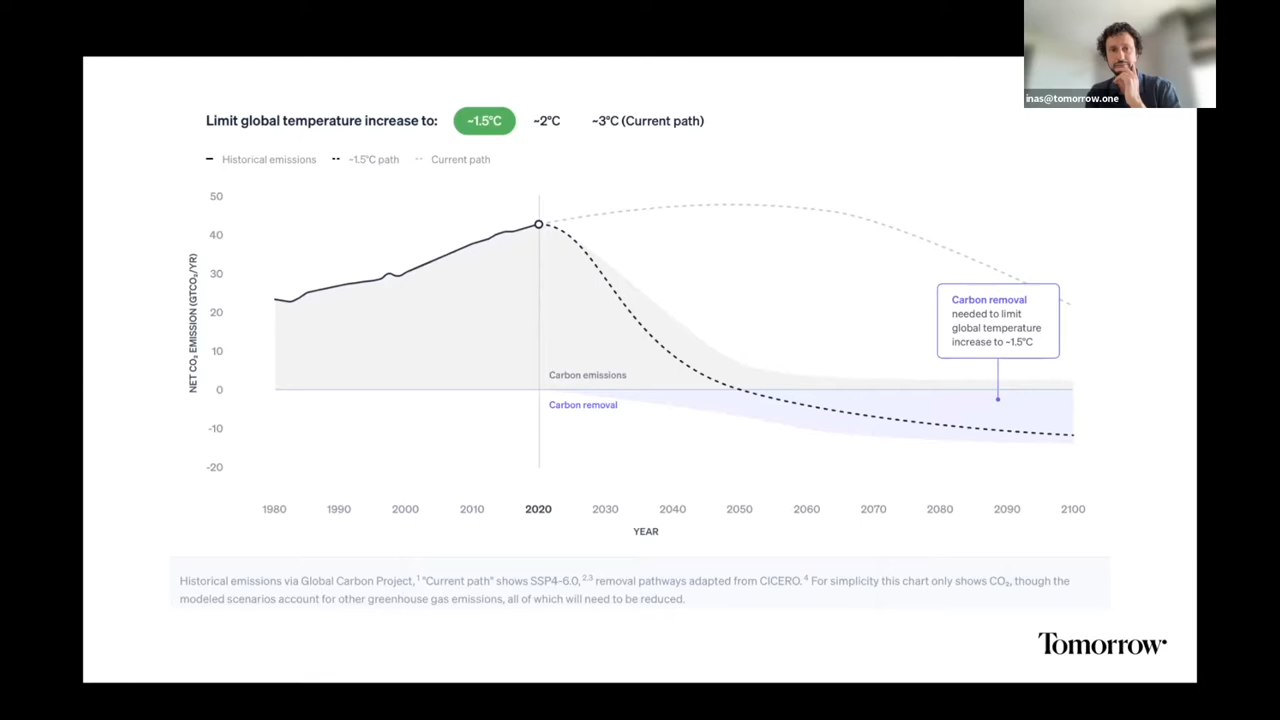 inas@tomorrow.one
Limit global temperature increase to: ~1.5°C ~2°C ~3°C (Current path)
Historical emissions ~1.5°C path Current path
NET CO₂ EMISSION (GTCO₂/YR)
50
40
30
20
10
0
-10
-20
Carbon removal
needed to limit
global temperature
increase to ~1.5°C
Carbon emissions
Carbon removal
1980 1990 2000 2010 2020 2030 2040 2050 2060 2070 2080 2090 2100
YEAR
Historical emissions via Global Carbon Project,¹ "Current path" shows SSP4-6.0,²,³ removal pathways adapted from CICERO.⁴ For simplicity this chart only shows CO₂, though the
modeled scenarios account for other greenhouse gas emissions, all of which will need to be reduced.
Tomorrow